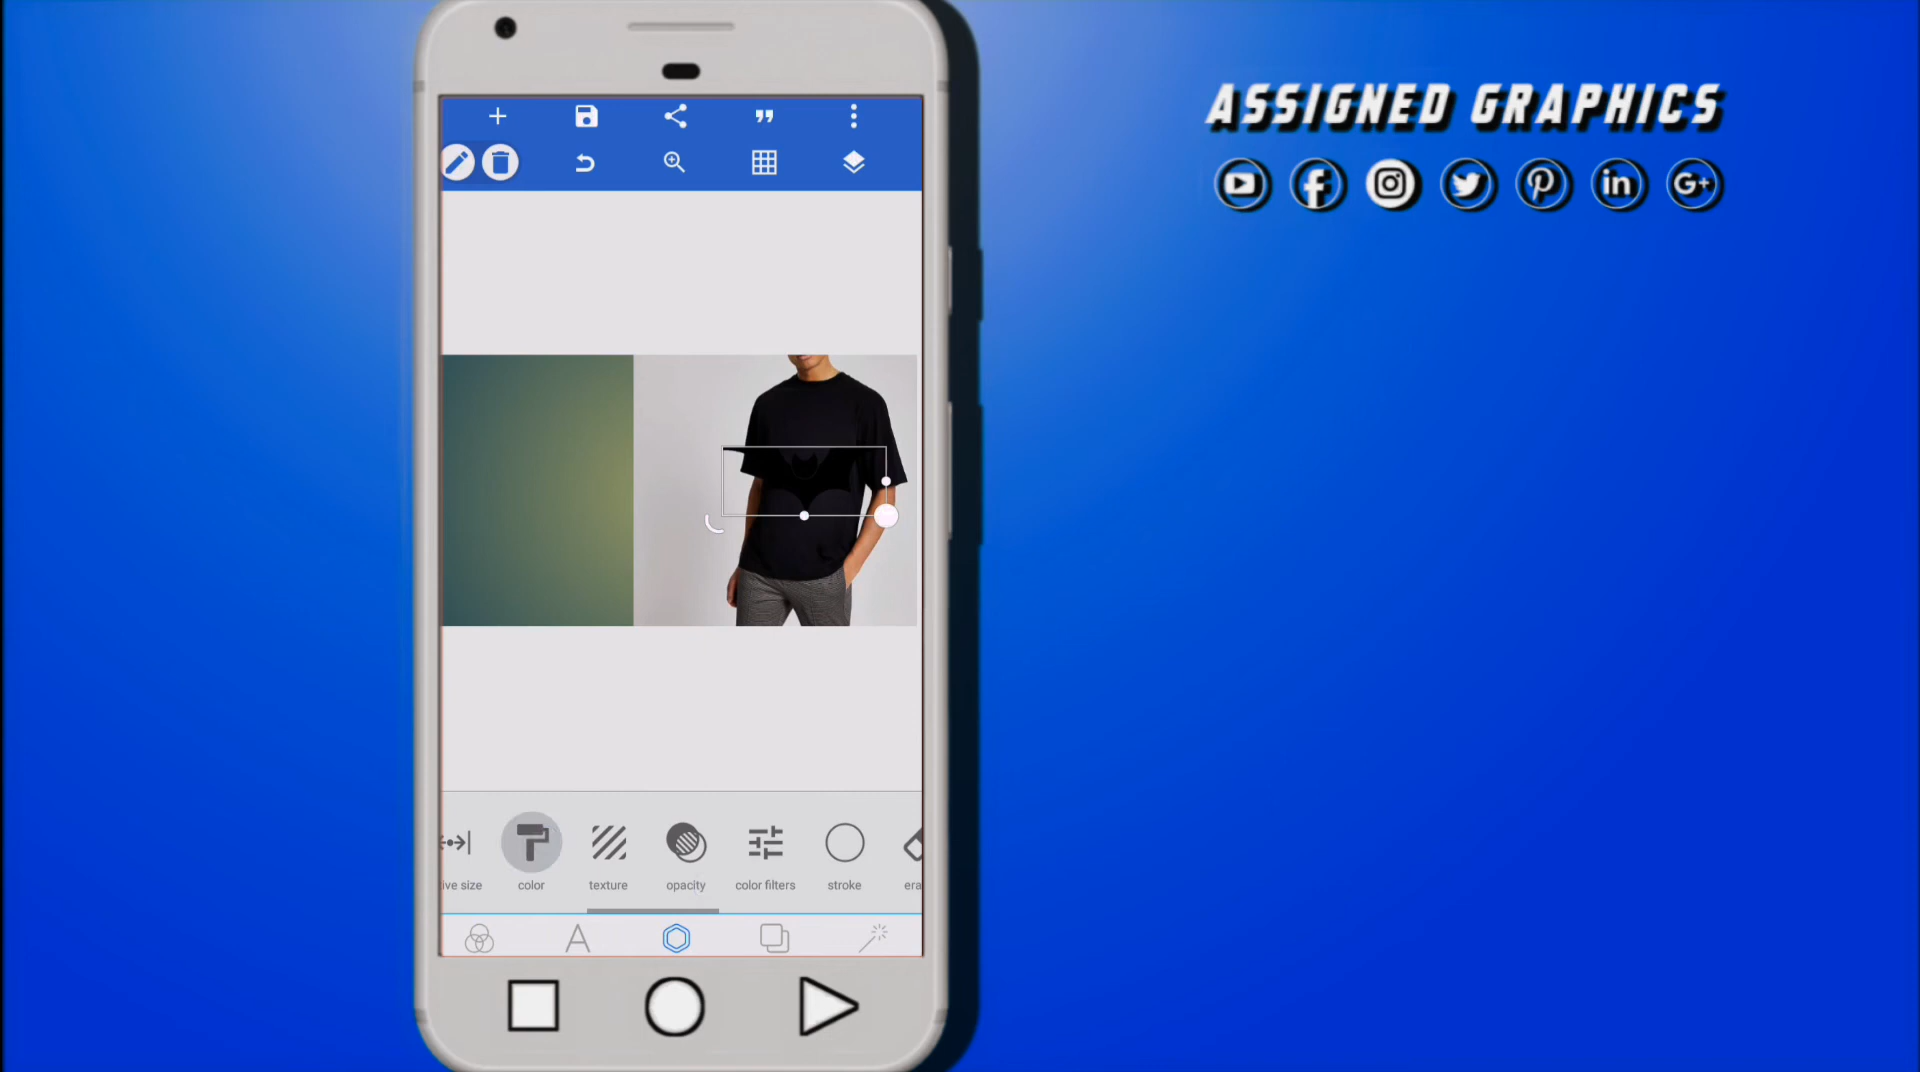 ASSIGNED GRAPHICS
ive size
color
texture
opacity
color filters
stroke
era